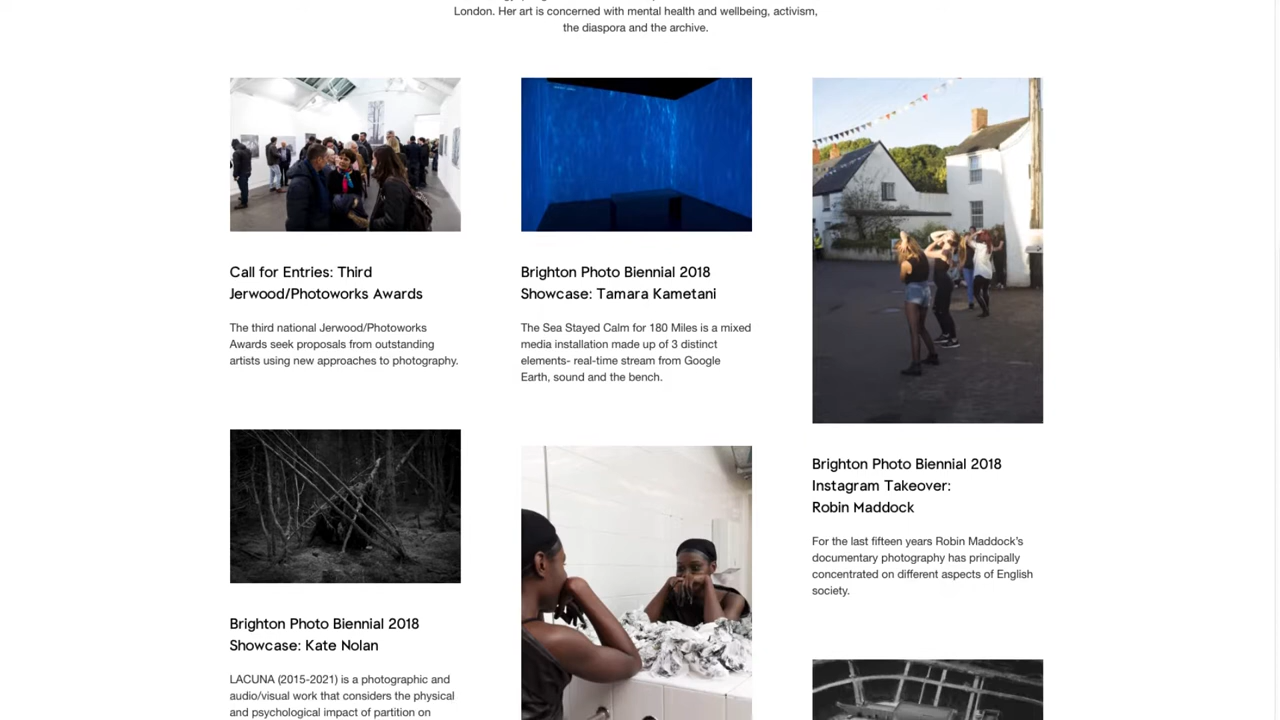 London. Her art is concerned with mental health and wellbeing, activism,
the diaspora and the archive.
Call for Entries: Third
Jerwood/Photoworks Awards
The third national Jerwood/Photoworks
Awards seek proposals from outstanding
artists using new approaches to photography.
Brighton Photo Biennial 2018
Showcase: Tamara Kametani
The Sea Stayed Calm for 180 Miles is a mixed
media installation made up of 3 distinct
elements- real-time stream from Google
Earth, sound and the bench.
Brighton Photo Biennial 2018
Instagram Takeover:
Robin Maddock
For the last fifteen years Robin Maddock's
documentary photography has principally
concentrated on different aspects of English
society.
Brighton Photo Biennial 2018
Showcase: Kate Nolan
LACUNA (2015-2021) is a photographic and
audio/visual work that considers the physical
and psychological impact of partition on